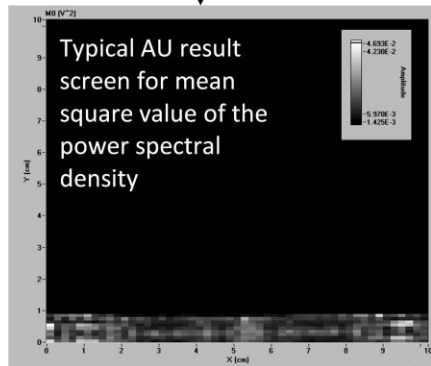 M0 (V^2)
Typical AU result
screen for mean
square value of the
power spectral
density
-4.693E-2
-4.230E-2
-5.970E-3
-1.425E-3
Amplitude
Y (cm)
10
9
8
7
6
5
4
3
2
1
0
0 1 2 3 4 5 6 7 8 9 10
X (cm)